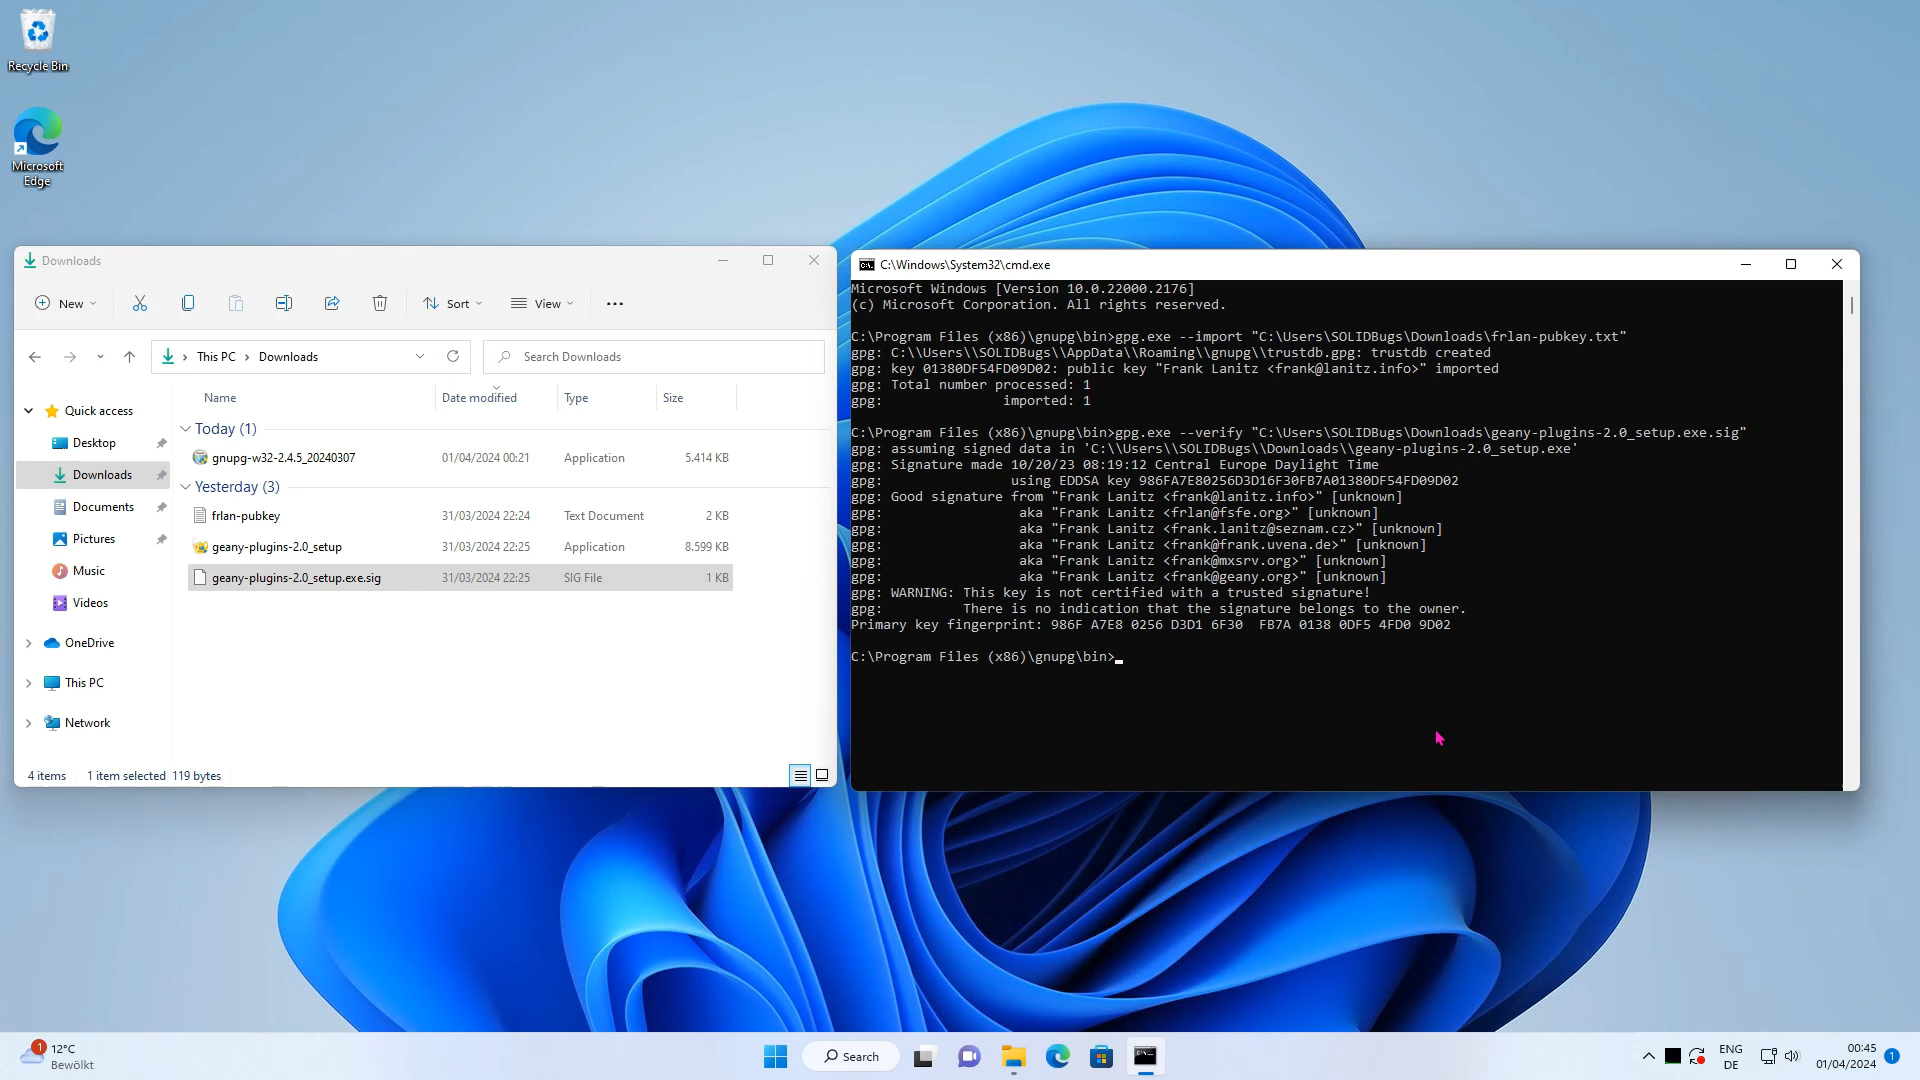 Recycle Bin
Microsoft
Edge
Downloads
New
Sort
View
This PC > Downloads
Search Downloads
Name
Date modified
Type
Size
Quick access
Desktop
Downloads
Documents
Pictures
Music
Videos
OneDrive
This PC
Network
Today (1)
gnupg-w32-2.4.5_20240307 01/04/2024 00:21 Application 5.414 KB
Yesterday (3)
frlan-pubkey 31/03/2024 22:24 Text Document 2 KB
geany-plugins-2.0_setup 31/03/2024 22:25 Application 8.599 KB
geany-plugins-2.0_setup.exe.sig 31/03/2024 22:25 SIG File 1 KB
4 items 1 item selected 119 bytes
C:\Windows\System32\cmd.exe
Microsoft Windows [Version 10.0.22000.2176]
(c) Microsoft Corporation. All rights reserved.
C:\Program Files (x86)\gnupg\bin>gpg.exe --import "C:\Users\SOLIDBugs\Downloads\frlan-pubkey.txt"
gpg: C:\\Users\\SOLIDBugs\\AppData\\Roaming\\gnupg\\trustdb.gpg: trustdb created
gpg: key 01380DF54FD09D02: public key "Frank Lanitz <frank@lanitz.info>" imported
gpg: Total number processed: 1
gpg:               imported: 1
C:\Program Files (x86)\gnupg\bin>gpg.exe --verify "C:\Users\SOLIDBugs\Downloads\geany-plugins-2.0_setup.exe.sig"
gpg: assuming signed data in 'C:\\Users\\SOLIDBugs\\Downloads\\geany-plugins-2.0_setup.exe'
gpg: Signature made 10/20/23 08:19:12 Central Europe Daylight Time
gpg:                using EDDSA key 986FA7E80256D3D16F30FB7A01380DF54FD09D02
gpg: Good signature from "Frank Lanitz <frank@lanitz.info>" [unknown]
gpg:                 aka "Frank Lanitz <frlan@fsfe.org>" [unknown]
gpg:                 aka "Frank Lanitz <frank.lanitz@seznam.cz>" [unknown]
gpg:                 aka "Frank Lanitz <frank@frank.uvena.de>" [unknown]
gpg:                 aka "Frank Lanitz <frank@mxsrv.org>" [unknown]
gpg:                 aka "Frank Lanitz <frank@geany.org>" [unknown]
gpg: WARNING: This key is not certified with a trusted signature!
gpg:          There is no indication that the signature belongs to the owner.
Primary key fingerprint: 986F A7E8 0256 D3D1 6F30  FB7A 0138 0DF5 4FD0 9D02
C:\Program Files (x86)\gnupg\bin>
1
12°C
Bewölkt
Search
ENG
DE
00:45
01/04/2024
1